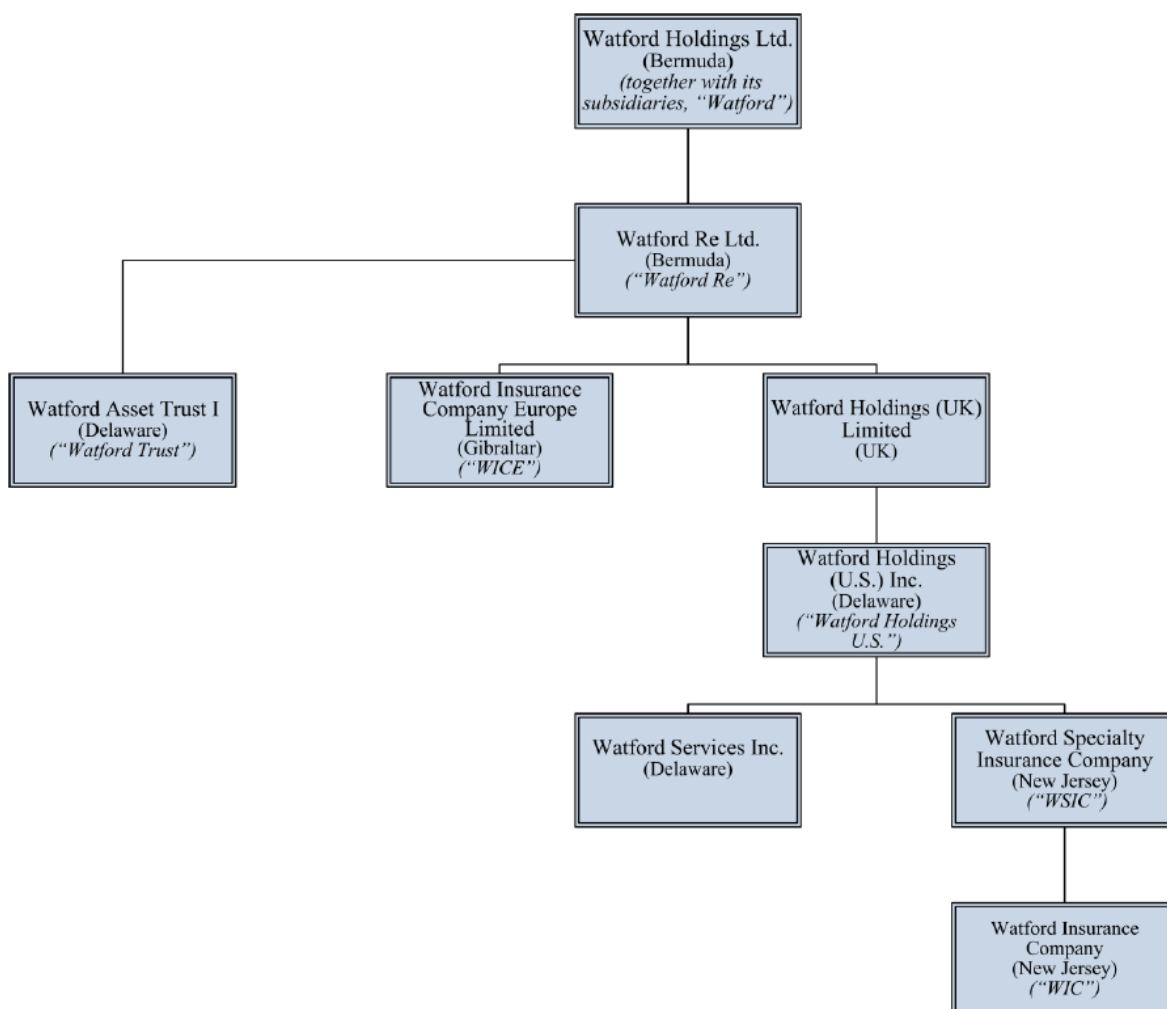 Watford Holdings Ltd.
(Bermuda)
(together with its
subsidiaries, “Watford”)
Watford Re Ltd.
(Bermuda)
(“Watford Re”)
Watford Asset Trust I
(Delaware)
(“Watford Trust”)
Watford Insurance
Company Europe
Limited
(Gibraltar)
(“WICE”)
Watford Holdings (UK)
Limited
(UK)
Watford Holdings
(U.S.) Inc.
(Delaware)
(“Watford Holdings
U.S.”)
Watford Services Inc.
(Delaware)
Watford Specialty
Insurance Company
(New Jersey)
(“WSIC”)
Watford Insurance
Company
(New Jersey)
(“WIC”)